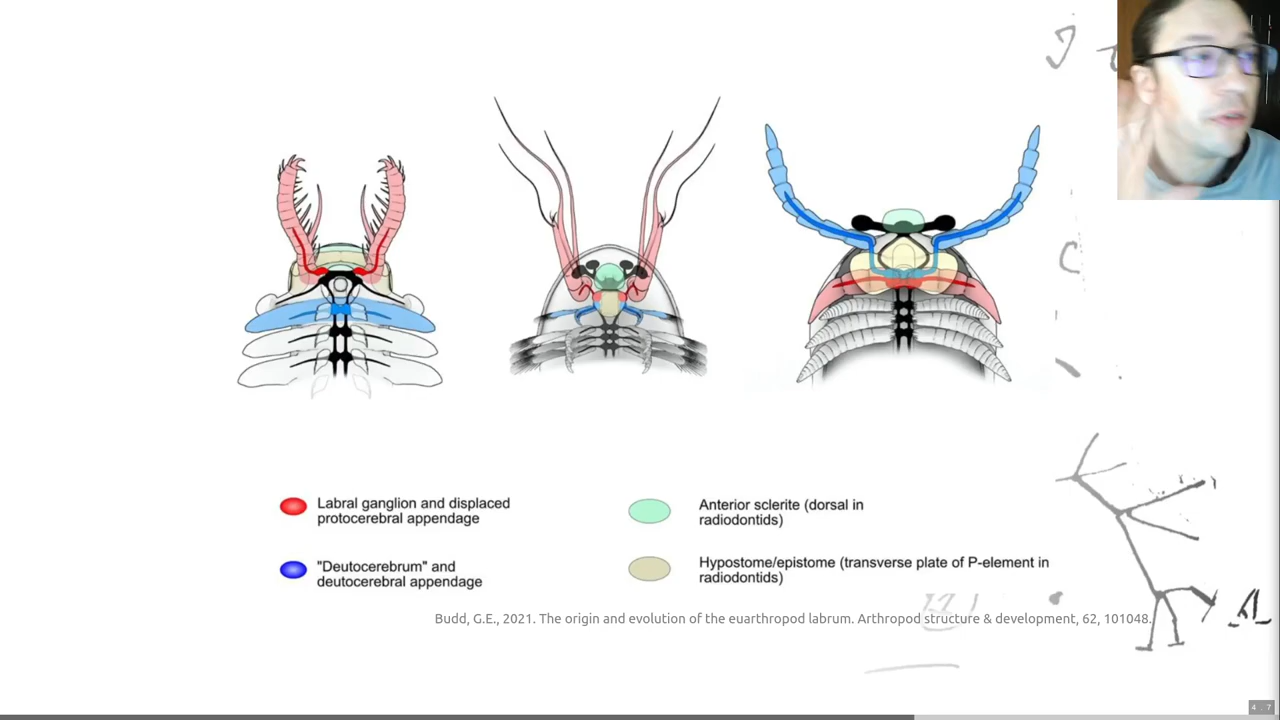 Labral ganglion and displaced
protocerebral appendage
"Deutocerebrum" and
deutocerebral appendage
Anterior sclerite (dorsal in
radiodontids)
Hypostome/epistome (transverse plate of P-element in
radiodontids)
Budd, G.E., 2021. The origin and evolution of the euarthropod labrum. Arthropod structure & development, 62, 101048.
4 . 7